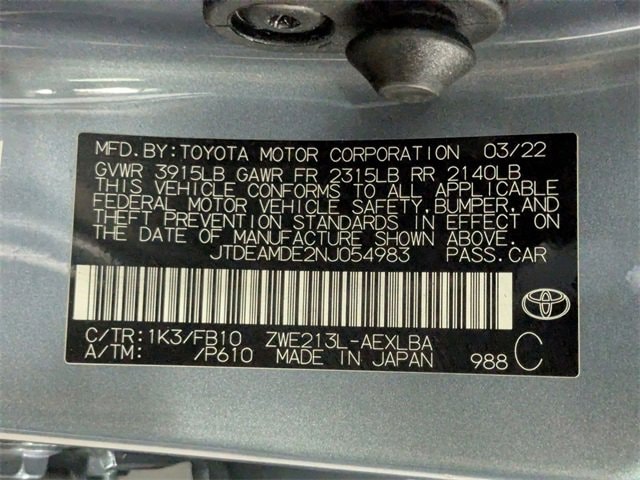 MFD.BY:TOYOTA MOTOR CORPORATION 03/22
GVWR 3915LB GAWR FR 2315LB RR 2140LB
THIS VEHICLE CONFORMS TO ALL APPLICABLE
FEDERAL MOTOR VEHICLE SAFETY,BUMPER,AND
THEFT PREVENTION STANDARDS IN EFFECT ON
THE DATE OF MANUFACTURE SHOWN ABOVE.
JTDEAMDE2NJ054983 PASS.CAR
C/TR:1K3/FB10 ZWE213L-AEXLBA
A/TM: /P610 MADE IN JAPAN 988 C